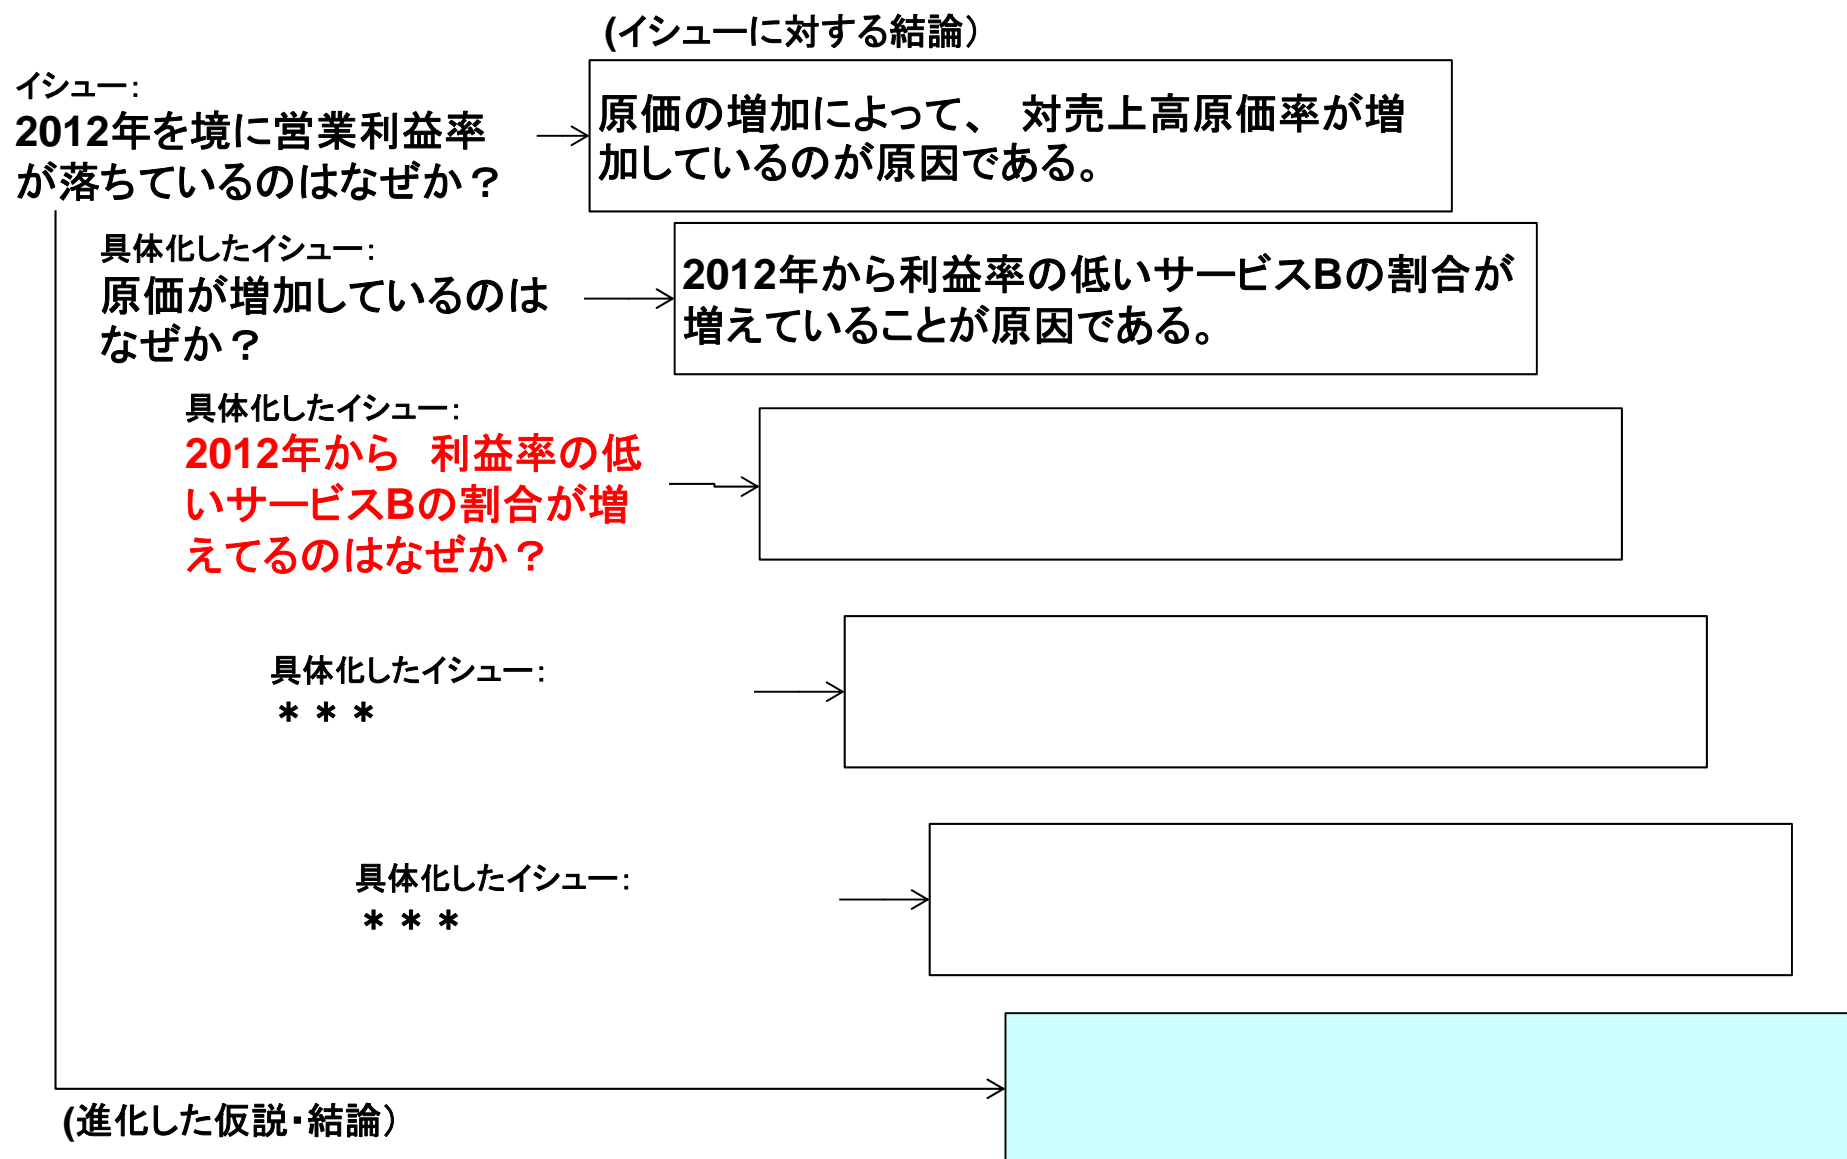 (イシューに対する結論）
イシュー：
2012年を境に営業利益率
が落ちているのはなぜか？
原価の増加によって、　対売上高原価率が増
加しているのが原因である。
具体化したイシュー：
原価が増加しているのは
なぜか？
2012年から利益率の低いサービスBの割合が
増えていることが原因である。
具体化したイシュー：
2012年から　利益率の低
いサービスBの割合が増
えてるのはなぜか？
具体化したイシュー：
＊＊＊
具体化したイシュー：
＊＊＊
(進化した仮説・結論）